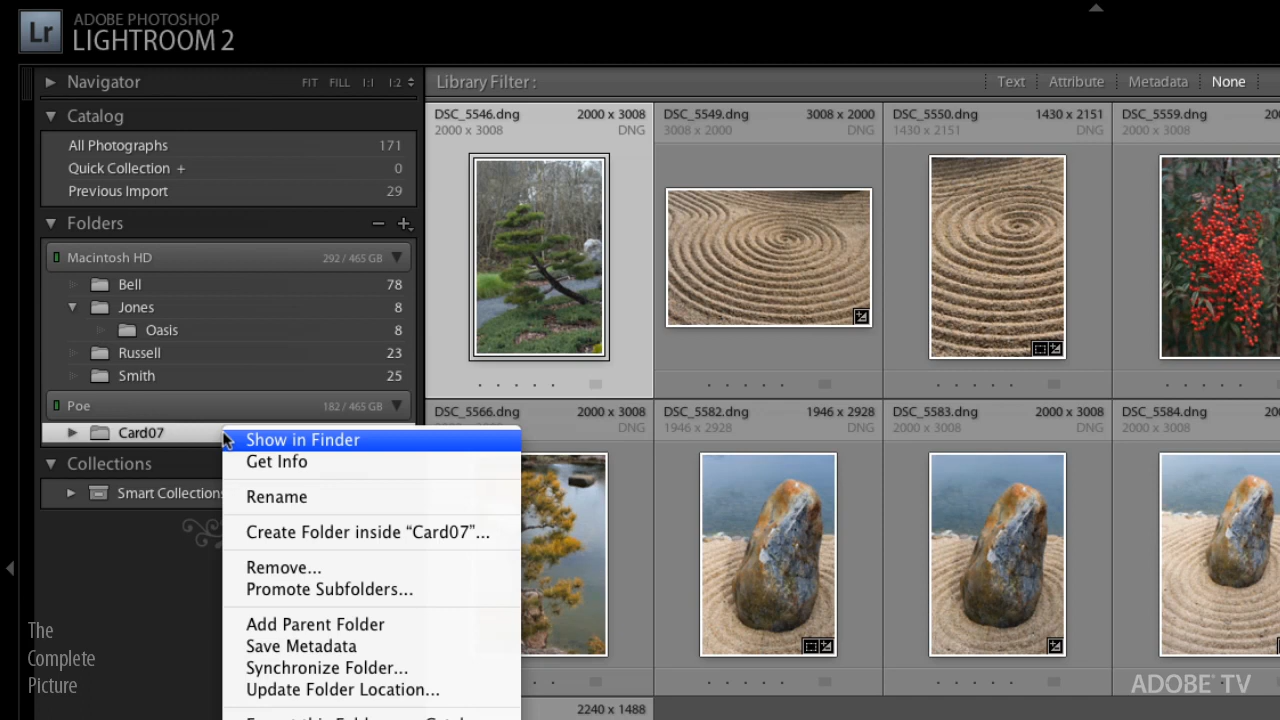 Lr
ADOBE PHOTOSHOP
LIGHTROOM 2
Navigator FIT FILL 1:1 1:2
Catalog
All Photographs 171
Quick Collection + 0
Previous Import 29
Folders − +
Macintosh HD 292 / 465 GB
Bell 78
Jones 8
Oasis 8
Russell 23
Smith 25
Poe 182 / 465 GB
Card07
Collections
Smart Collections
Show in Finder
Get Info
Rename
Create Folder inside “Card07”...
Remove...
Promote Subfolders...
Add Parent Folder
Save Metadata
Synchronize Folder...
Update Folder Location...
Library Filter : Text Attribute Metadata None
DSC_5546.dng 2000 x 3008
2000 x 3008 DNG
DSC_5549.dng 3008 x 2000
3008 x 2000 DNG
DSC_5550.dng 1430 x 2151
1430 x 2151 DNG
DSC_5559.dng
2000 x 3008
DSC_5566.dng 2000 x 3008
DNG
DSC_5582.dng 1946 x 2928
1946 x 2928 DNG
DSC_5583.dng 2000 x 3008
2000 x 3008 DNG
DSC_5584.dng
2000 x 3008
2240 x 1488
The
Complete
Picture
ADOBE TV